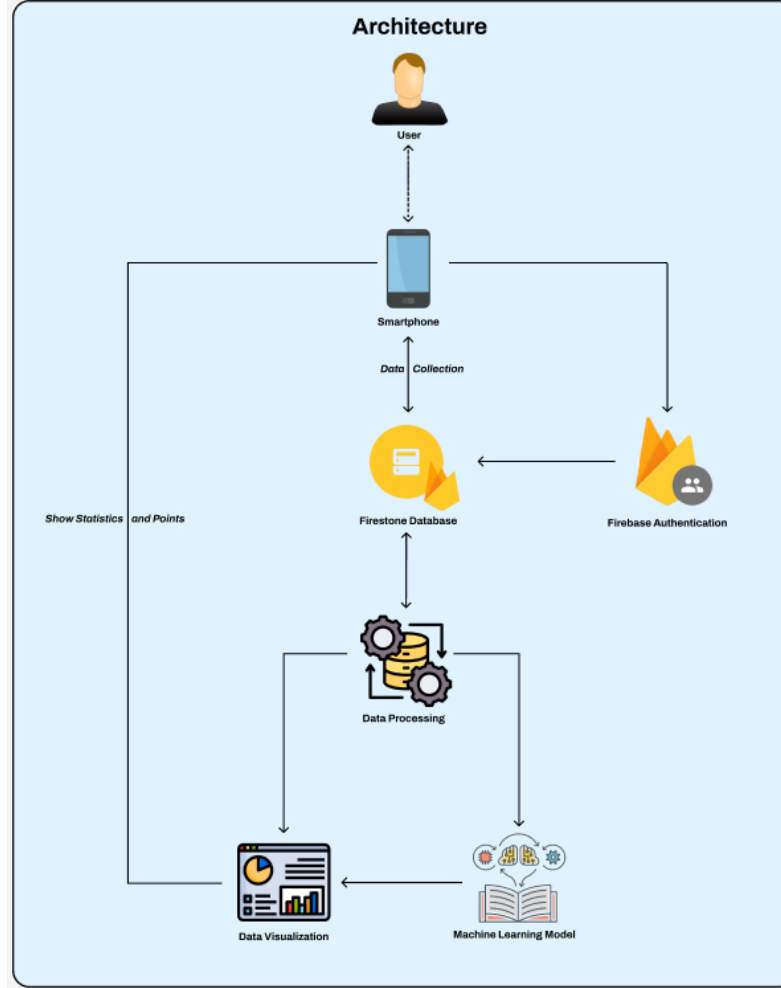 Architecture
User
Smartphone
Data Collection
Firestone Database
Firebase Authentication
Show Statistics and Points
Data Processing
Data Visualization
Machine Learning Model